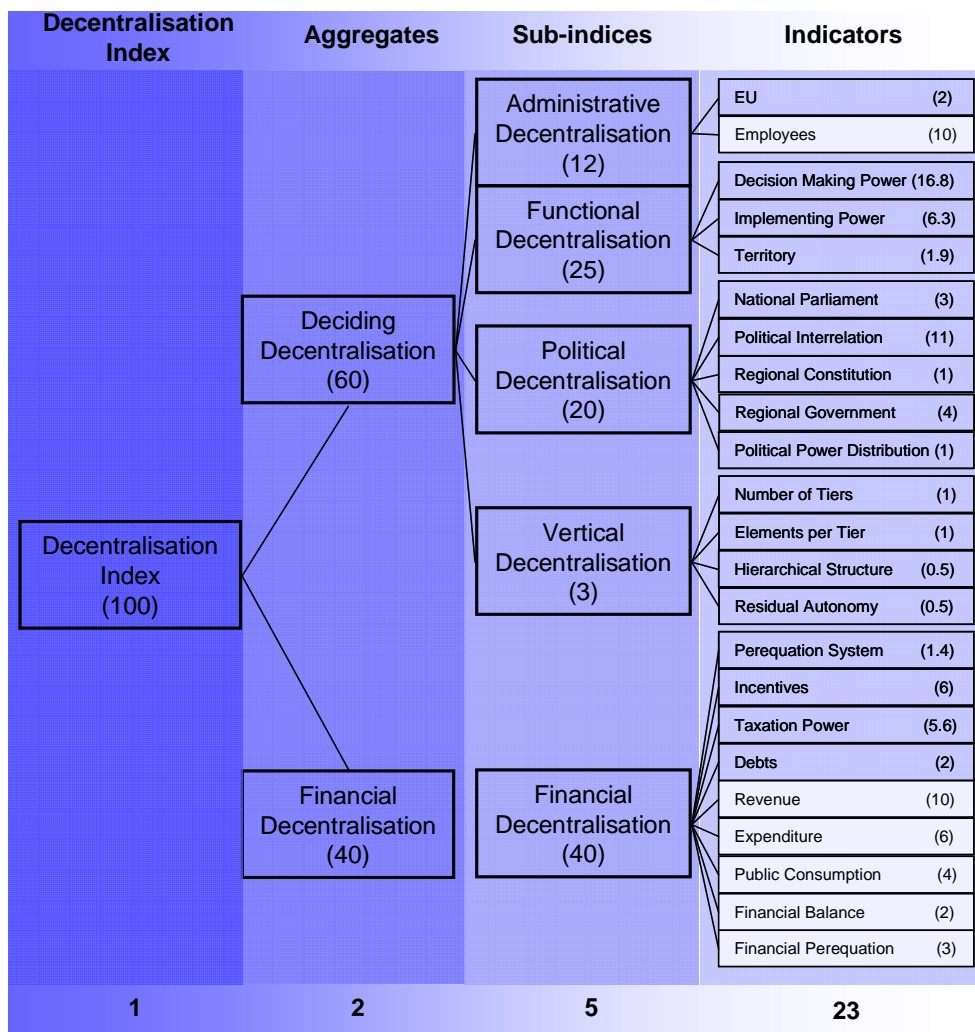 Decentralisation
Index
Aggregates
Sub-indices
Indicators
Decentralisation
Index
(100)
Deciding
Decentralisation
(60)
Financial
Decentralisation
(40)
Administrative
Decentralisation
(12)
Functional
Decentralisation
(25)
Political
Decentralisation
(20)
Vertical
Decentralisation
(3)
Financial
Decentralisation
(40)
EU (2)
Employees (10)
Decision Making Power (16.8)
Implementing Power (6.3)
Territory (1.9)
National Parliament (3)
Political Interrelation (11)
Regional Constitution (1)
Regional Government (4)
Political Power Distribution (1)
Number of Tiers (1)
Elements per Tier (1)
Hierarchical Structure (0.5)
Residual Autonomy (0.5)
Perequation System (1.4)
Incentives (6)
Taxation Power (5.6)
Debts (2)
Revenue (10)
Expenditure (6)
Public Consumption (4)
Financial Balance (2)
Financial Perequation (3)
1
2
5
23